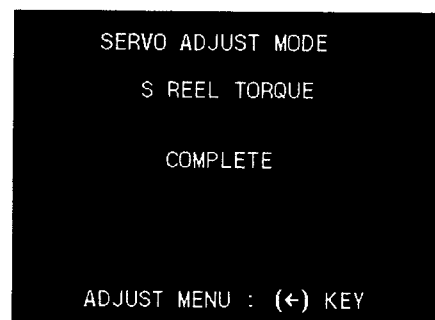 SERVO ADJUST MODE
S REEL TORQUE
COMPLETE
ADJUST MENU : (←) KEY